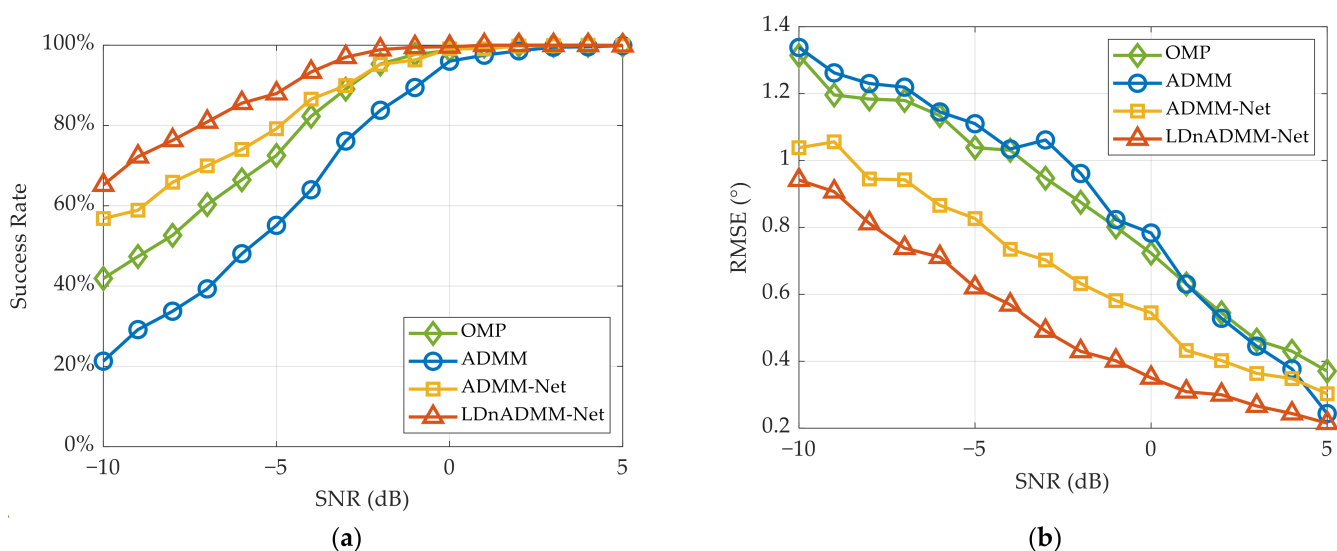 100%
80%
60%
40%
20%
0%
Success Rate
−10
−5
0
5
SNR (dB)
OMP
ADMM
ADMM-Net
LDnADMM-Net
(a)
1.4
1.2
1
0.8
0.6
0.4
0.2
RMSE (°)
−10
−5
0
5
SNR (dB)
OMP
ADMM
ADMM-Net
LDnADMM-Net
(b)